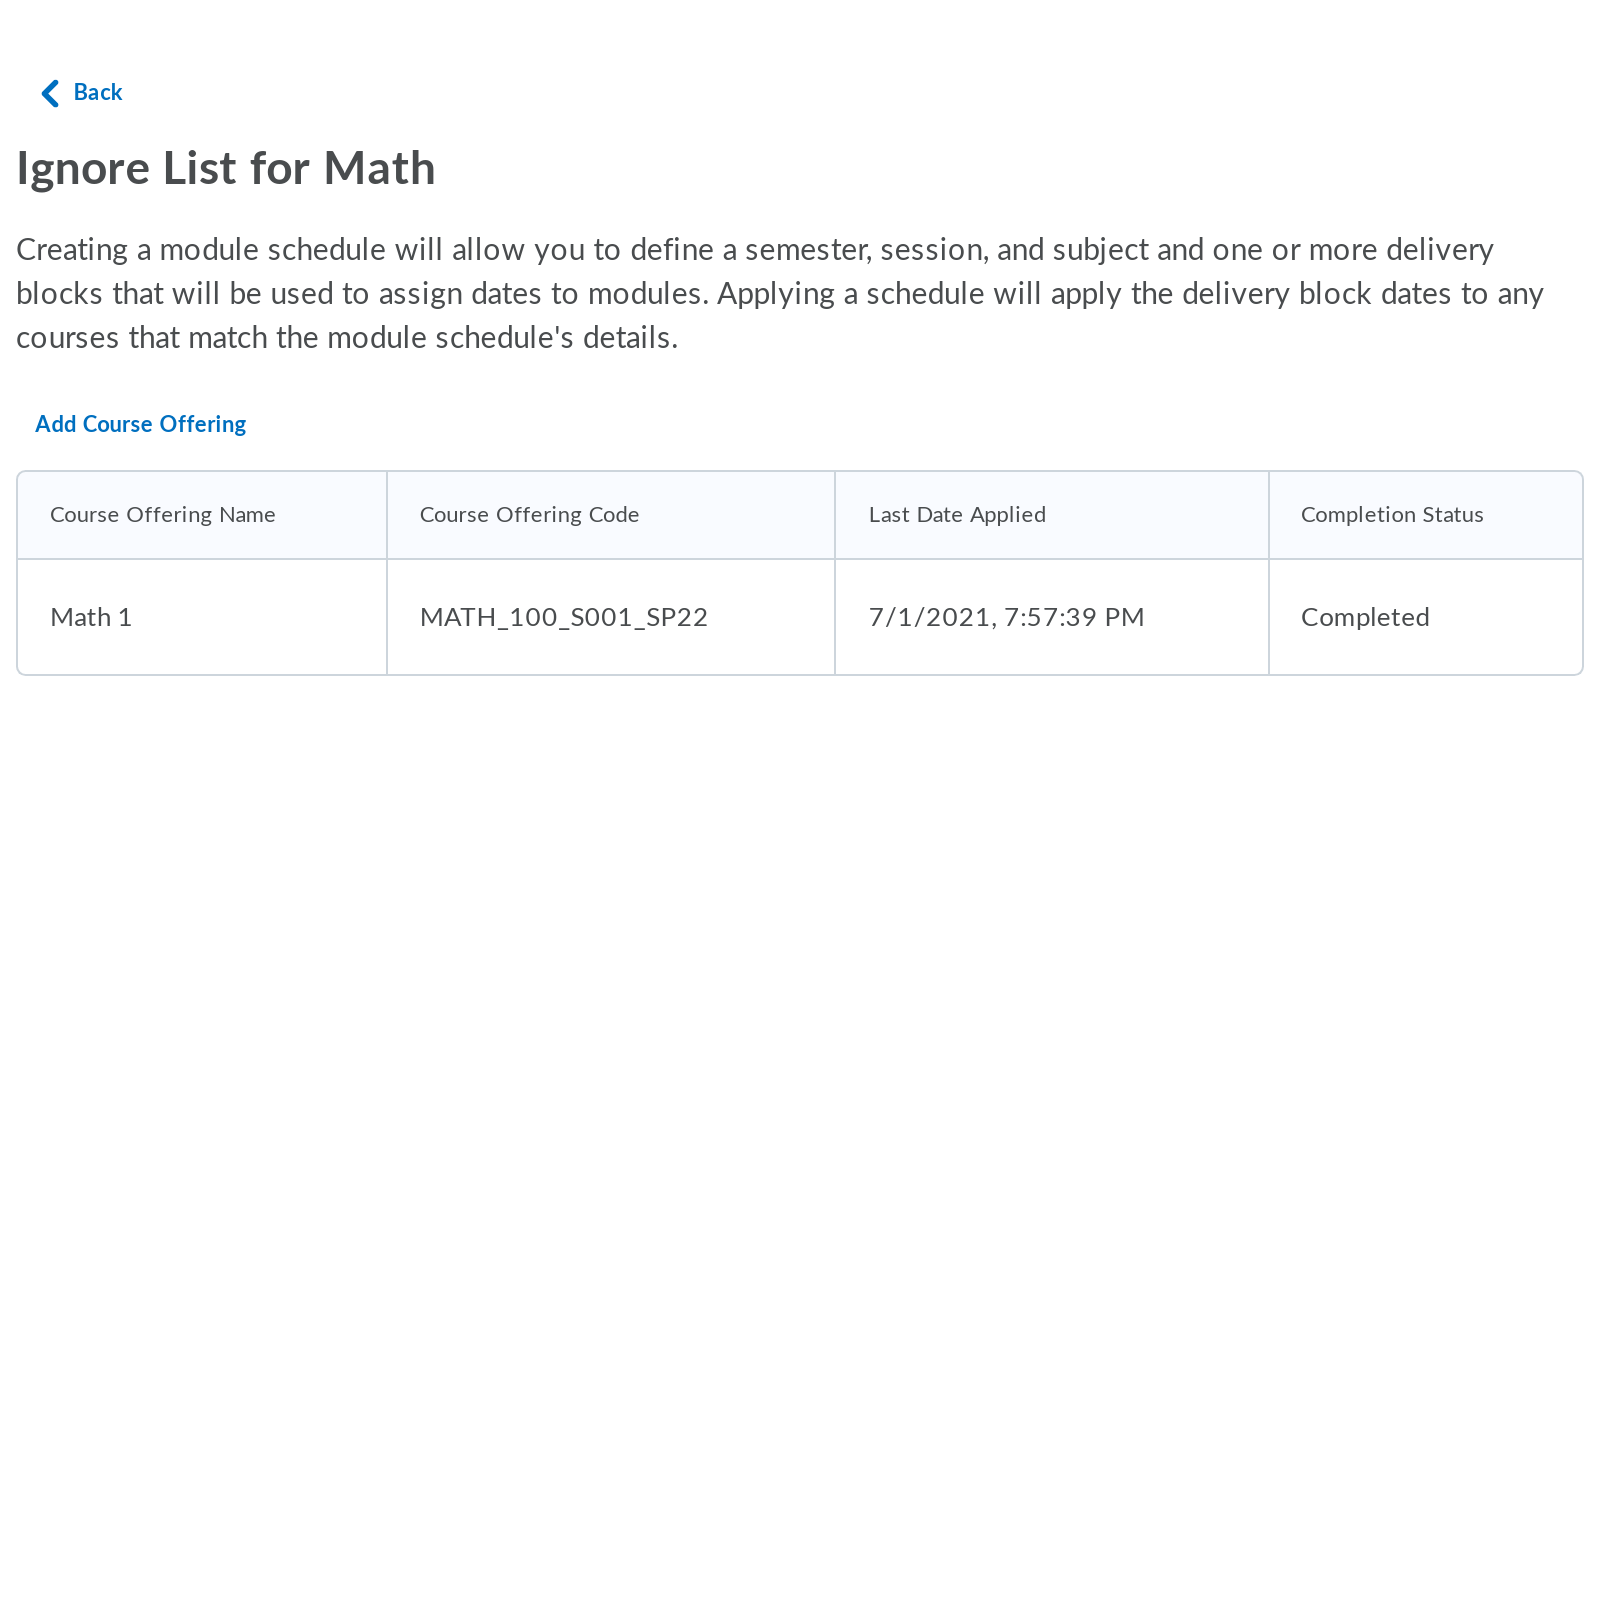 Back
Ignore List for Math
Creating a module schedule will allow you to define a semester, session, and subject and one or more delivery
blocks that will be used to assign dates to modules. Applying a schedule will apply the delivery block dates to any
courses that match the module schedule's details.
Add Course Offering
Course Offering Name Course Offering Code Last Date Applied Completion Status
Math 1 MATH_100_S001_SP22 7/1/2021, 7:57:39 PM Completed